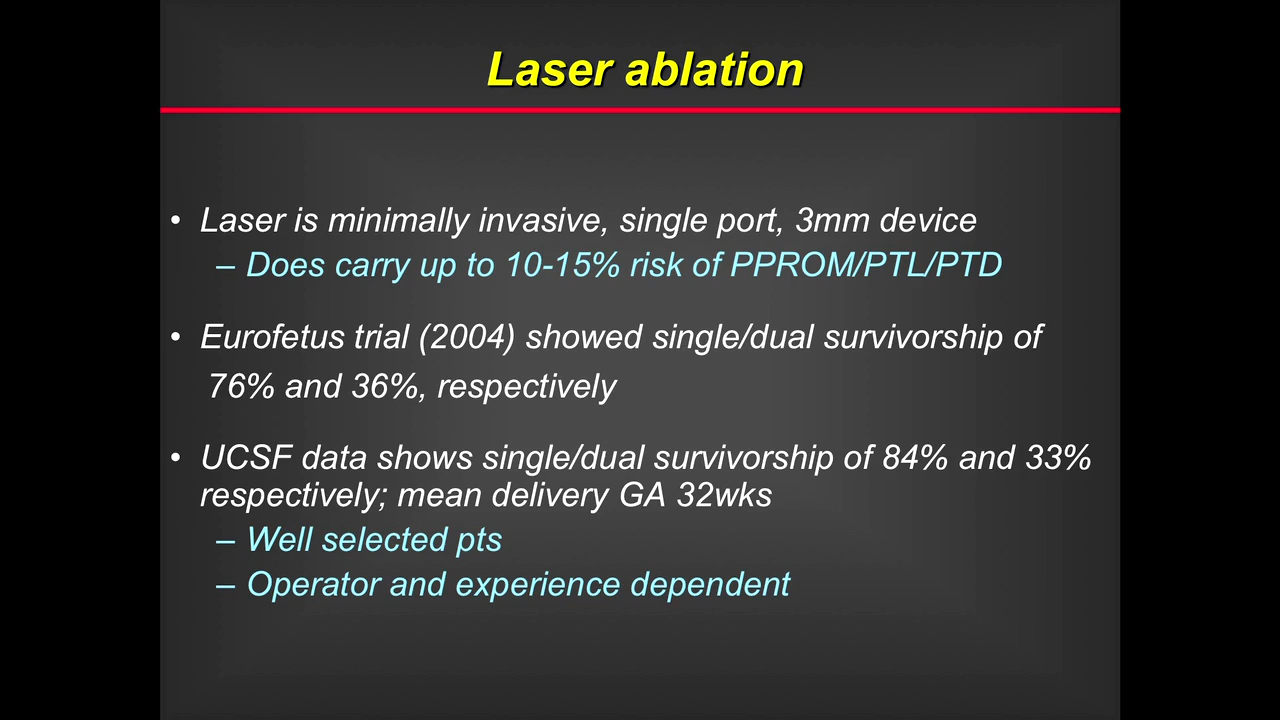 Laser ablation
• Laser is minimally invasive, single port, 3mm device
– Does carry up to 10-15% risk of PPROM/PTL/PTD
• Eurofetus trial (2004) showed single/dual survivorship of
76% and 36%, respectively
• UCSF data shows single/dual survivorship of 84% and 33%
respectively; mean delivery GA 32wks
– Well selected pts
– Operator and experience dependent